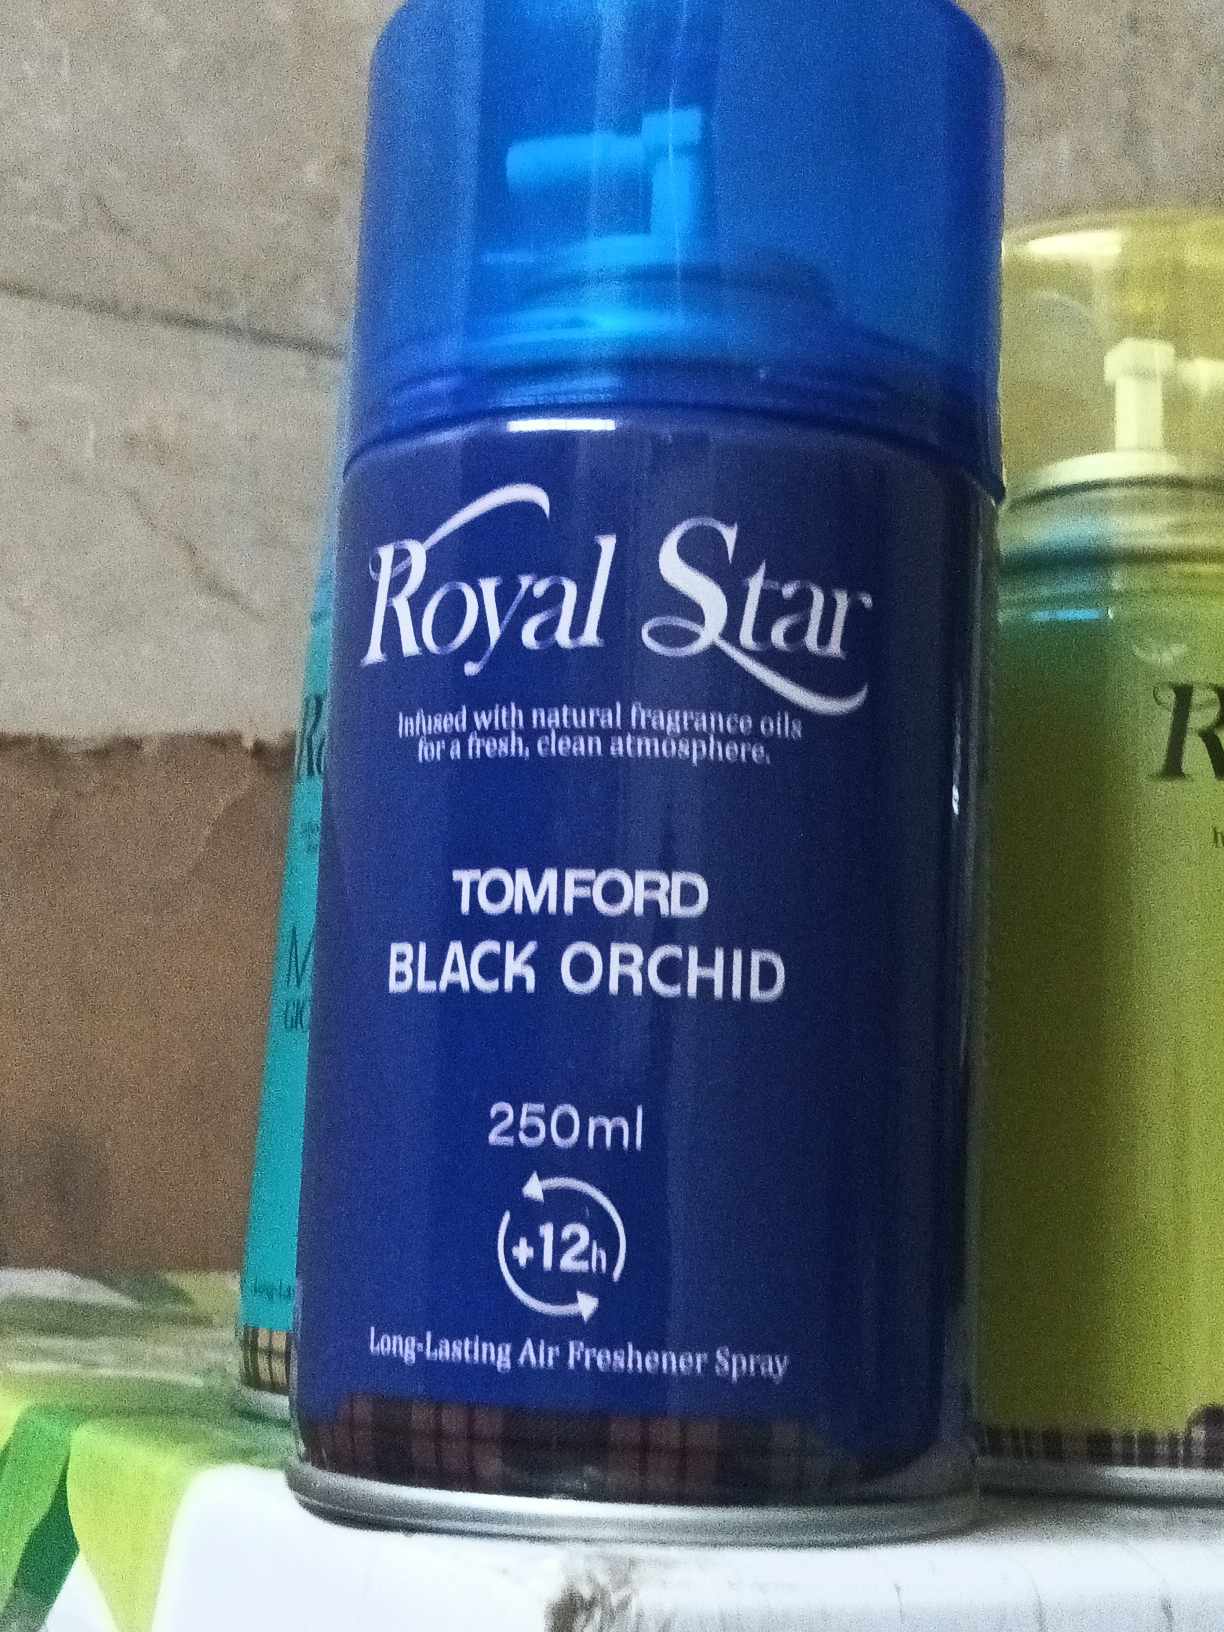 Royal Star
Infused with natural fragrance oils
for a fresh, clean atmosphere.
TOMFORD
BLACK ORCHID
250ml
+12h
Long-Lasting Air Freshener Spray